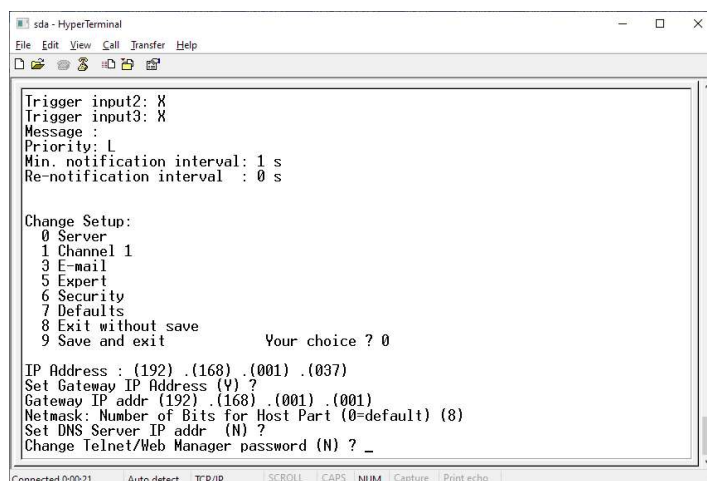 sda - HyperTerminal
File Edit View Call Transfer Help
Trigger input2: X
Trigger input3: X
Message :
Priority: L
Min. notification interval: 1 s
Re-notification interval  : 0 s
Change Setup:
0 Server
1 Channel 1
3 E-mail
5 Expert
6 Security
7 Defaults
8 Exit without save
9 Save and exit            Your choice ? 0
IP Address : (192) .(168) .(001) .(037)
Set Gateway IP Address (Y) ?
Gateway IP addr (192) .(168) .(001) .(001)
Netmask: Number of Bits for Host Part (0=default) (8)
Set DNS Server IP addr  (N) ?
Change Telnet/Web Manager password (N) ? _
Connected 0:00:21 Auto detect TCP/IP SCROLL CAPS NUM Capture Print echo